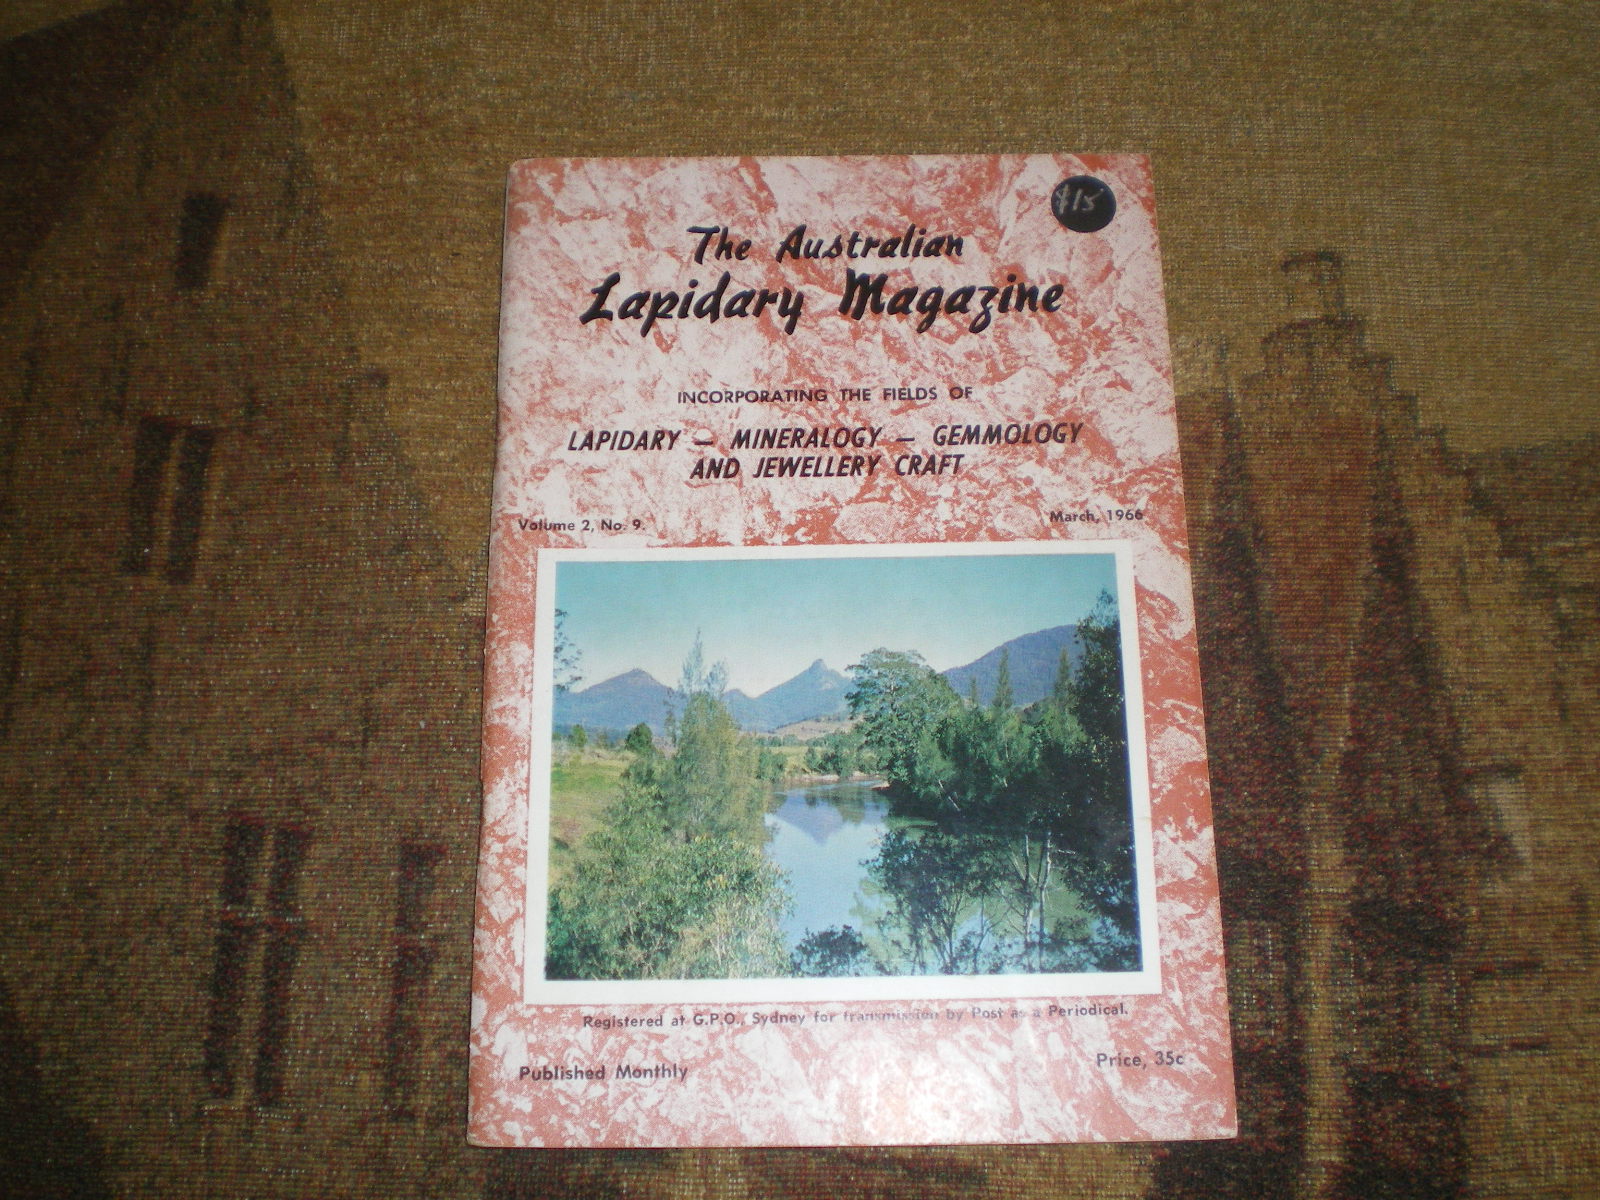 $15
The Australian
Lapidary Magazine
INCORPORATING THE FIELDS OF
LAPIDARY — MINERALOGY — GEMMOLOGY
AND JEWELLERY CRAFT
Volume 2, No. 9.
March, 1966
Registered at G.P.O., Sydney for transmission by Post as a Periodical.
Published Monthly
Price, 35c